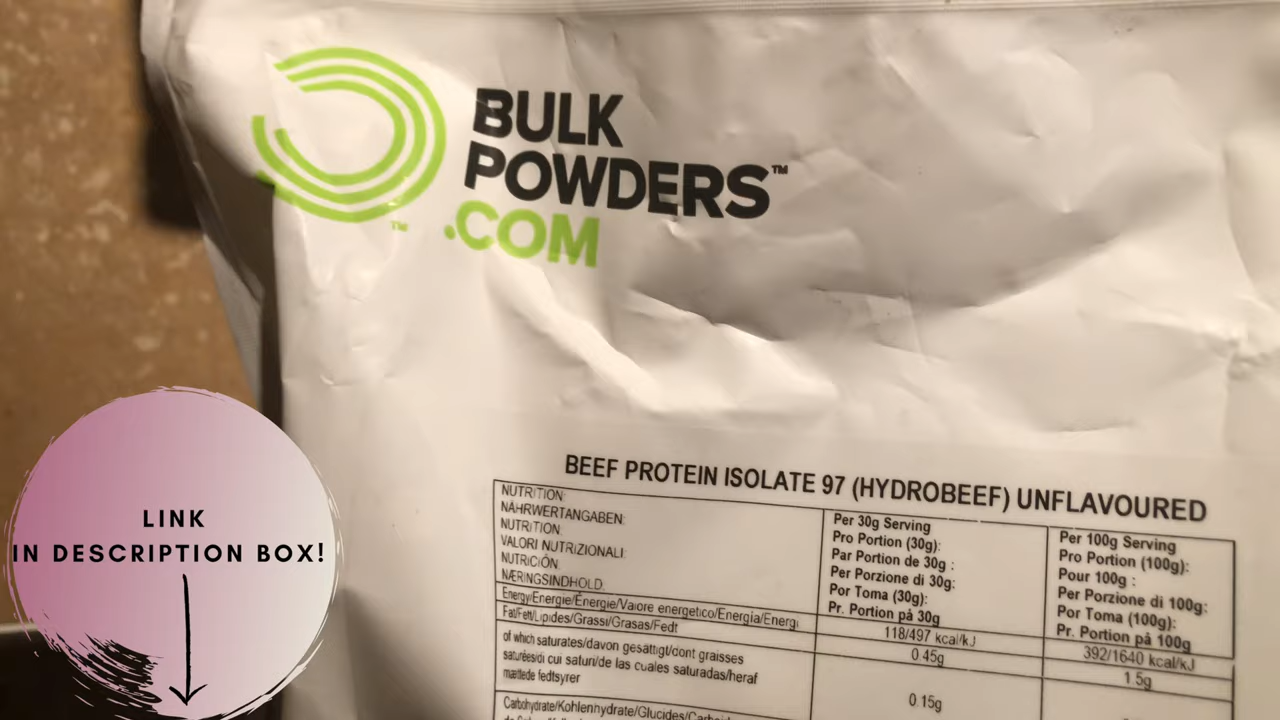 BULK
POWDERS™
.COM
™
BEEF PROTEIN ISOLATE 97 (HYDROBEEF) UNFLAVOURED
NUTRITION:
NÄHRWERTANGABEN:
NUTRITION:
VALORI NUTRIZIONALI:
NUTRICIÓN:
NÆRINGSINDHOLD:
Per 30g Serving
Pro Portion (30g):
Par Portion de 30g :
Per Porzione di 30g:
Por Toma (30g):
Pr. Portion på 30g
Per 100g Serving
Pro Portion (100g):
Pour 100g :
Per Porzione di 100g:
Por Toma (100g):
Pr. Portion på 100g
Energy/Energie/Énergie/Valore energetico/Energía/Energi
118/497 kcal/kJ
392/1640 kcal/kJ
Fat/Fett/Lipides/Grassi/Grasas/Fedt
0.45g
1.5g
of which saturates/davon gesättigt/dont graisses
saturées/di cui saturi/de las cuales saturadas/heraf
mættede fedtsyrer
0.15g
Carbohydrate/Kohlenhydrate/Glucides/
LINK
IN DESCRIPTION BOX!